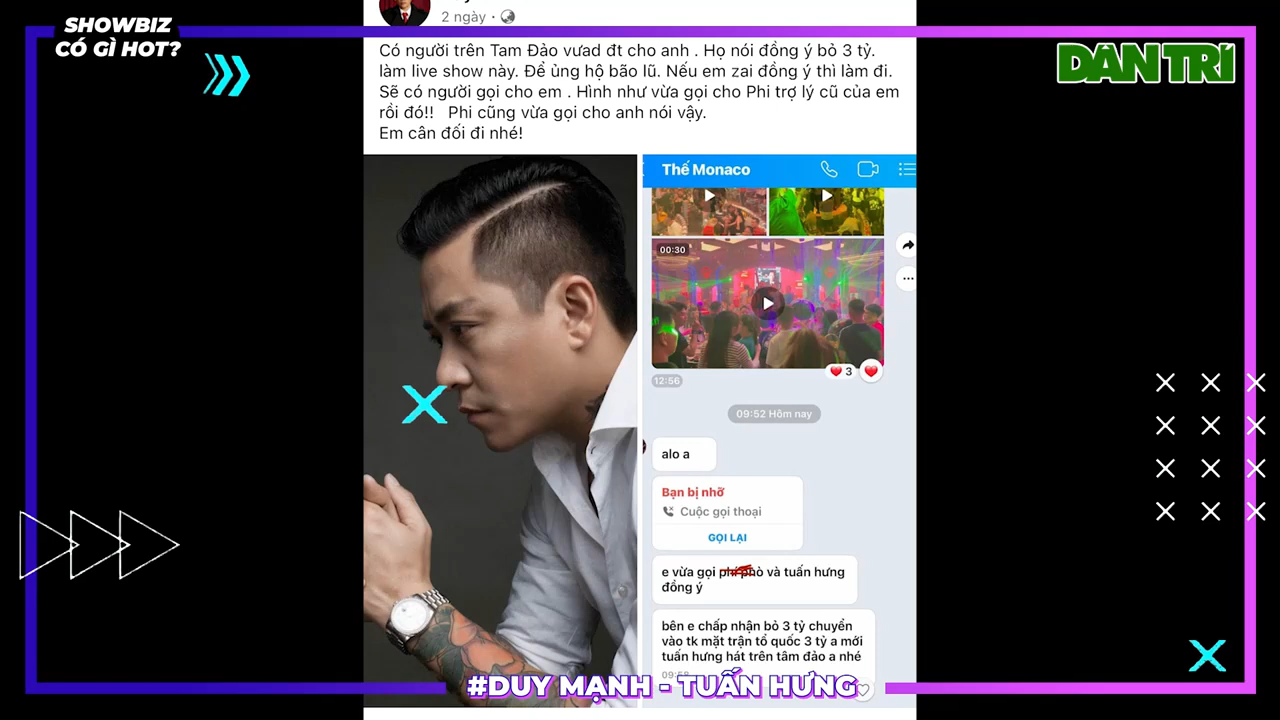 SHOWBIZ
CÓ GÌ HOT?
DÂN TRÍ
2 ngày ·
Có người trên Tam Đảo vưad đt cho anh . Họ nói đồng ý bỏ 3 tỷ.
làm live show này. Để ủng hộ bão lũ. Nếu em zai đồng ý thì làm đi.
Sẽ có người gọi cho em . Hình như vừa gọi cho Phi trợ lý cũ của em
rồi đó!! Phi cũng vừa gọi cho anh nói vậy.
Em cân đối đi nhé!
Thế Monaco
00:30
3
12:56
09:52 Hôm nay
alo a
Bạn bị nhỡ
Cuộc gọi thoại
GỌI LẠI
e vừa gọi và tuấn hưng
đồng ý
bên e chấp nhận bỏ 3 tỷ chuyển
vào tk mặt trận tổ quốc 3 tỷ a mới
tuấn hưng hát trên tâm đảo a nhé
#DUY MẠNH - TUẤN HƯNG